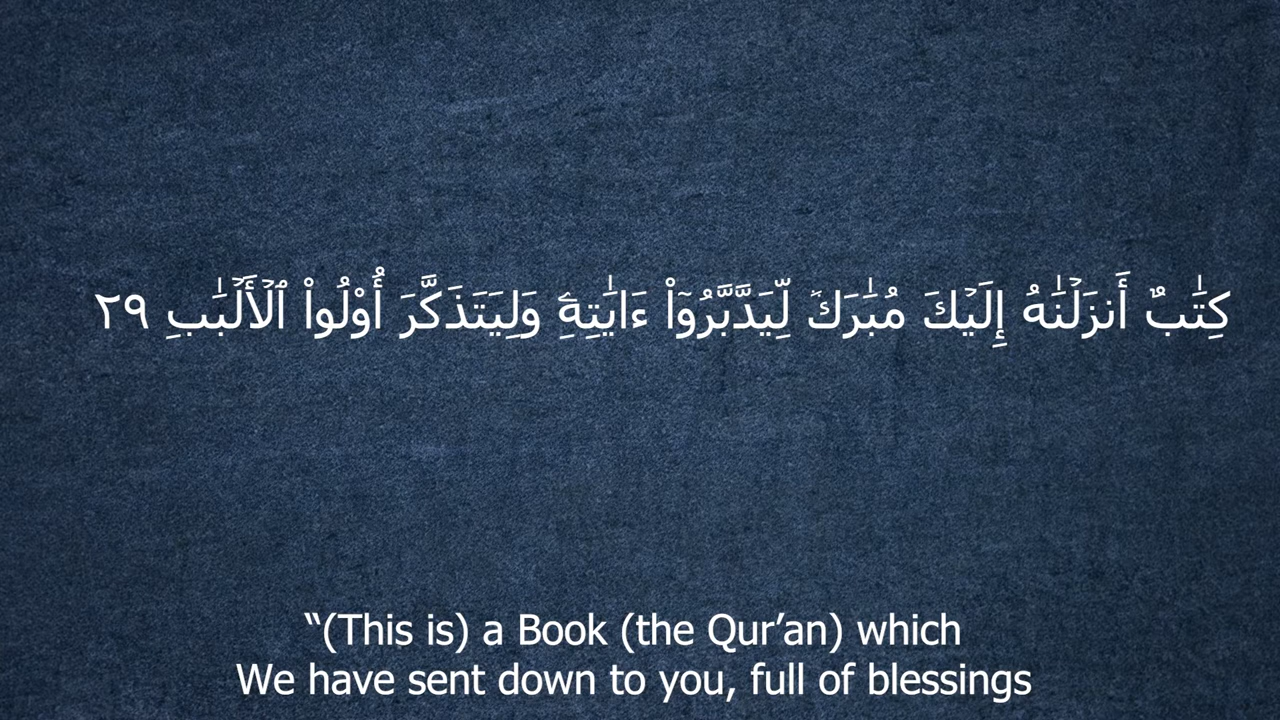 كِتَٰبٌ أَنزَلۡنَٰهُ إِلَيۡكَ مُبَٰرَكٞ لِّيَدَّبَّرُوٓاْ ءَايَٰتِهِۦ وَلِيَتَذَكَّرَ أُوْلُواْ ٱلۡأَلۡبَٰبِ ٢٩
“(This is) a Book (the Qur’an) which
We have sent down to you, full of blessings